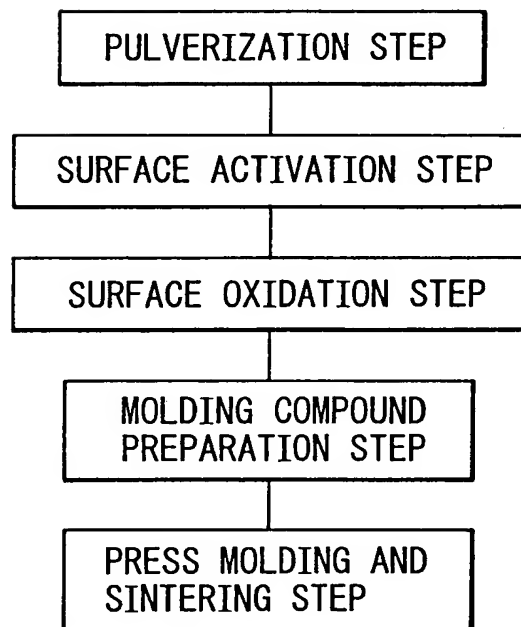 PULVERIZATION STEP
SURFACE ACTIVATION STEP
SURFACE OXIDATION STEP
MOLDING COMPOUND
PREPARATION STEP
PRESS MOLDING AND
SINTERING STEP